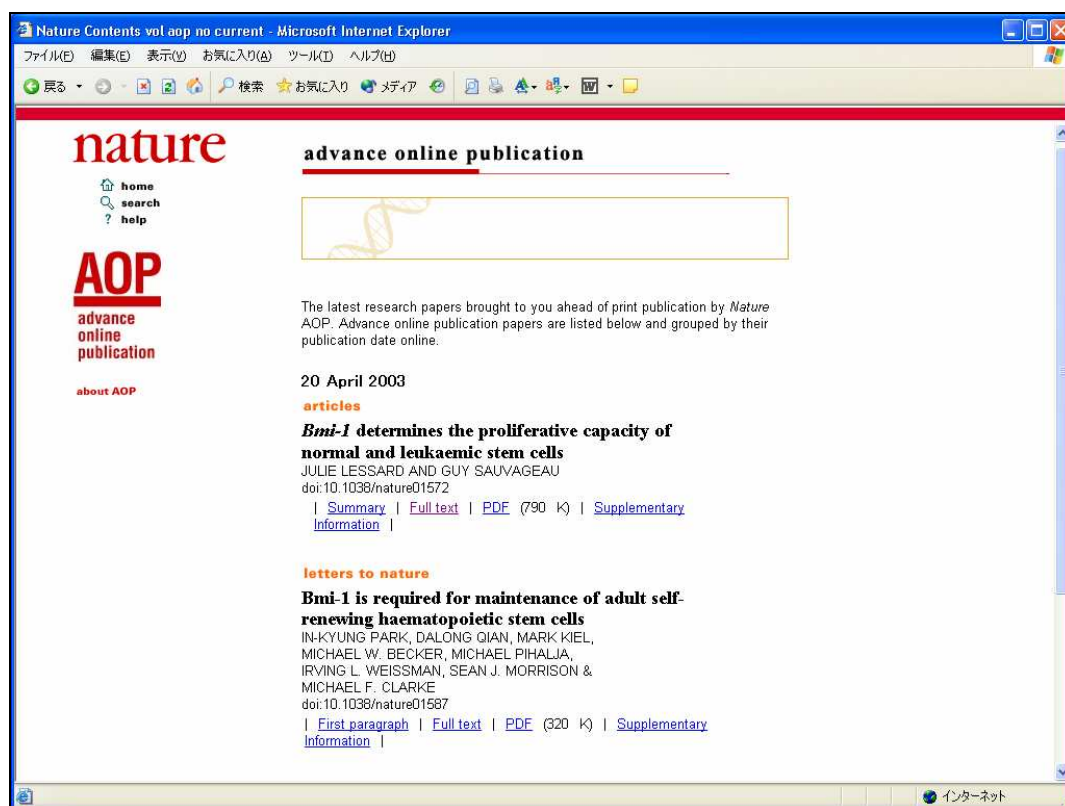 Nature Contents vol aop no current - Microsoft Internet Explorer
ファイル(F) 編集(E) 表示(V) お気に入り(A) ツール(T) ヘルプ(H)
戻る 検索 お気に入り メディア
nature
home
search
help
AOP
advance
online
publication
about AOP
advance online publication
The latest research papers brought to you ahead of print publication by Nature
AOP. Advance online publication papers are listed below and grouped by their
publication date online.
20 April 2003
articles
Bmi-1 determines the proliferative capacity of
normal and leukaemic stem cells
JULIE LESSARD AND GUY SAUVAGEAU
doi:10.1038/nature01572
| Summary | Full text | PDF (790 K) | Supplementary
Information |
letters to nature
Bmi-1 is required for maintenance of adult self-
renewing haematopoietic stem cells
IN-KYUNG PARK, DALONG QIAN, MARK KIEL,
MICHAEL W. BECKER, MICHAEL PIHALJA,
IRVING L. WEISSMAN, SEAN J. MORRISON &
MICHAEL F. CLARKE
doi:10.1038/nature01587
| First paragraph | Full text | PDF (320 K) | Supplementary
Information |
インターネット